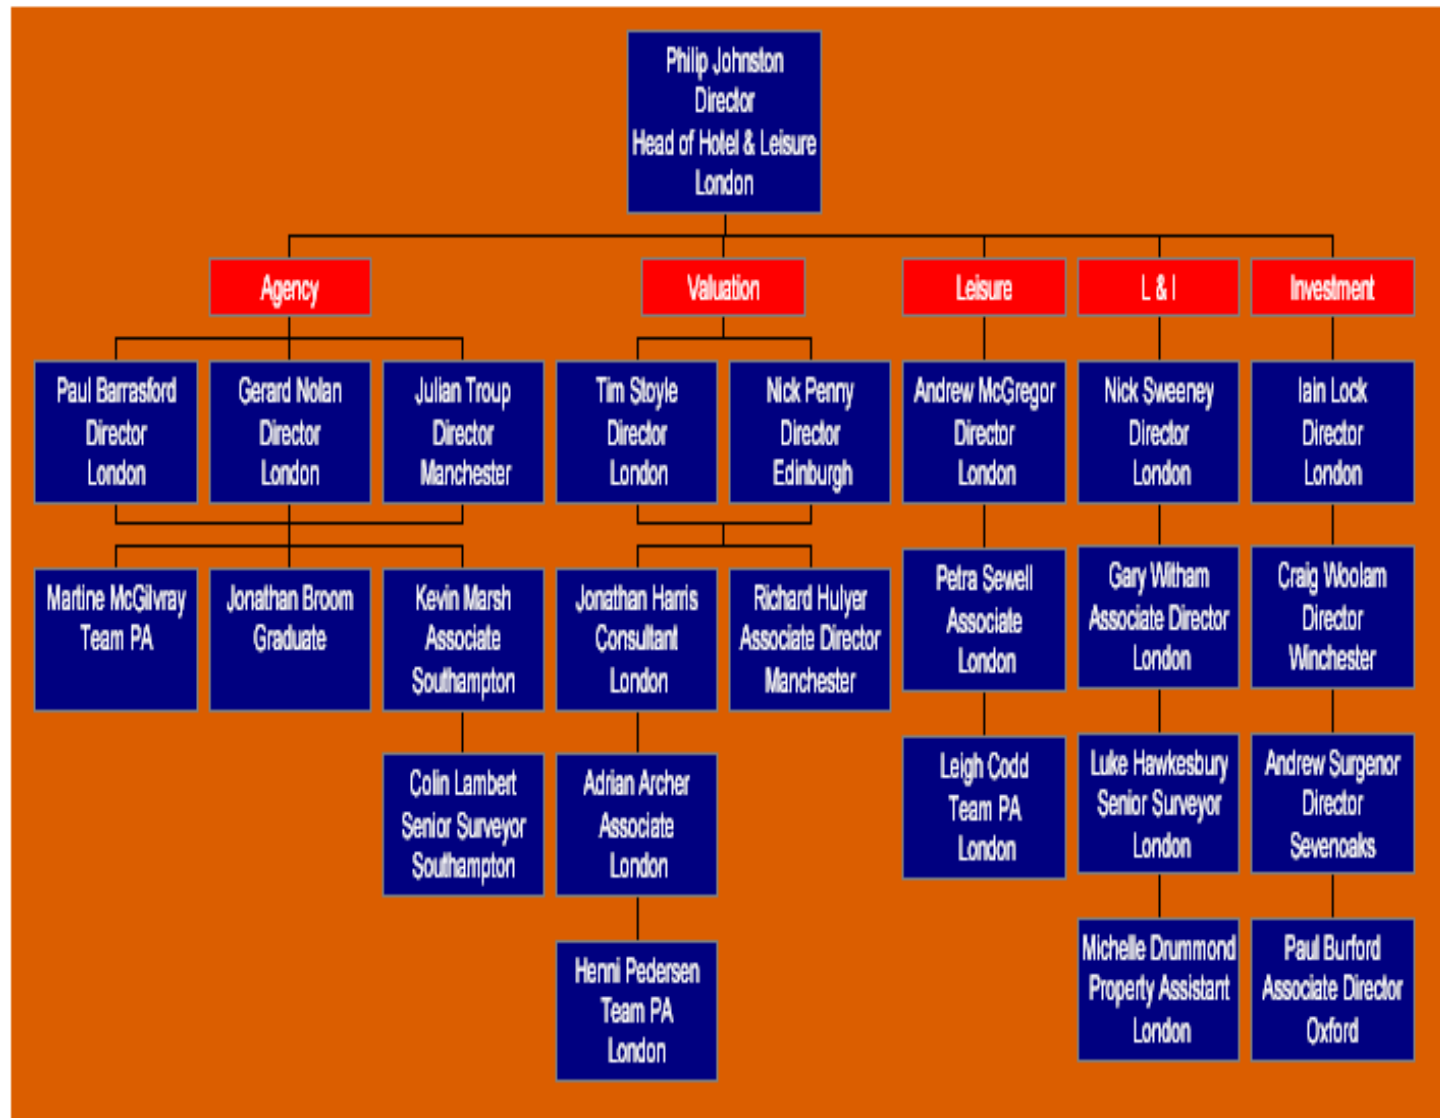 Philip Johnston
Director
Head of Hotel & Leisure
London
Agency
Valuation
Leisure
L & I
Investment
Paul Barrasford
Director
London
Gerard Nolan
Director
London
Julian Troup
Director
Manchester
Tim Stoyle
Director
London
Nick Penny
Director
Edinburgh
Andrew McGregor
Director
London
Nick Sweeney
Director
London
Iain Lock
Director
London
Martine McGilvray
Team PA
Jonathan Broom
Graduate
Kevin Marsh
Associate
Southampton
Jonathan Harris
Consultant
London
Richard Hulyer
Associate Director
Manchester
Petra Sewell
Associate
London
Gary Witham
Associate Director
London
Craig Woolam
Director
Winchester
Colin Lambert
Senior Surveyor
Southampton
Adrian Archer
Associate
London
Leigh Codd
Team PA
London
Luke Hawkesbury
Senior Surveyor
London
Andrew Surgenor
Director
Sevenoaks
Henni Pedersen
Team PA
London
Michelle Drummond
Property Assistant
London
Paul Burford
Associate Director
Oxford